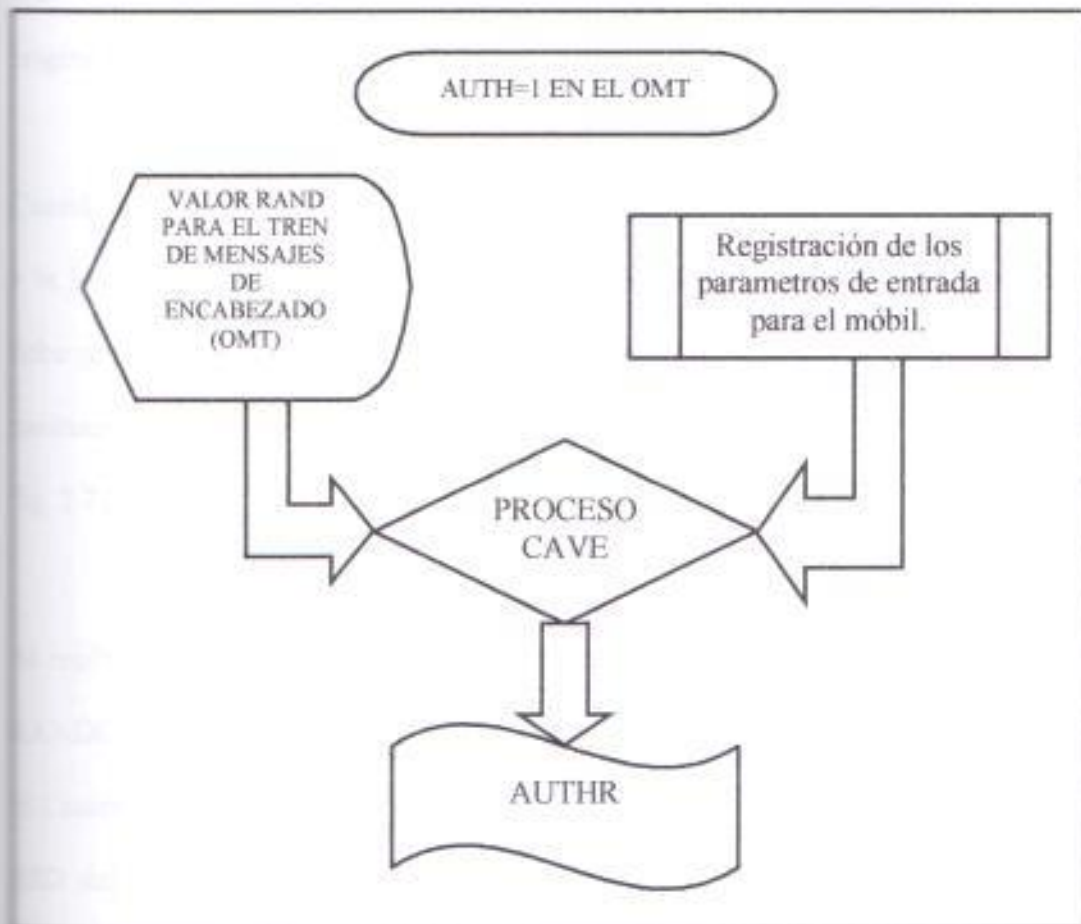 AUTH=1 EN EL OMT
VALOR RAND
PARA EL TREN
DE MENSAJES
DE
ENCABEZADO
(OMT)
Registración de los
parametros de entrada
para el móbil.
PROCESO
CAVE
AUTHR